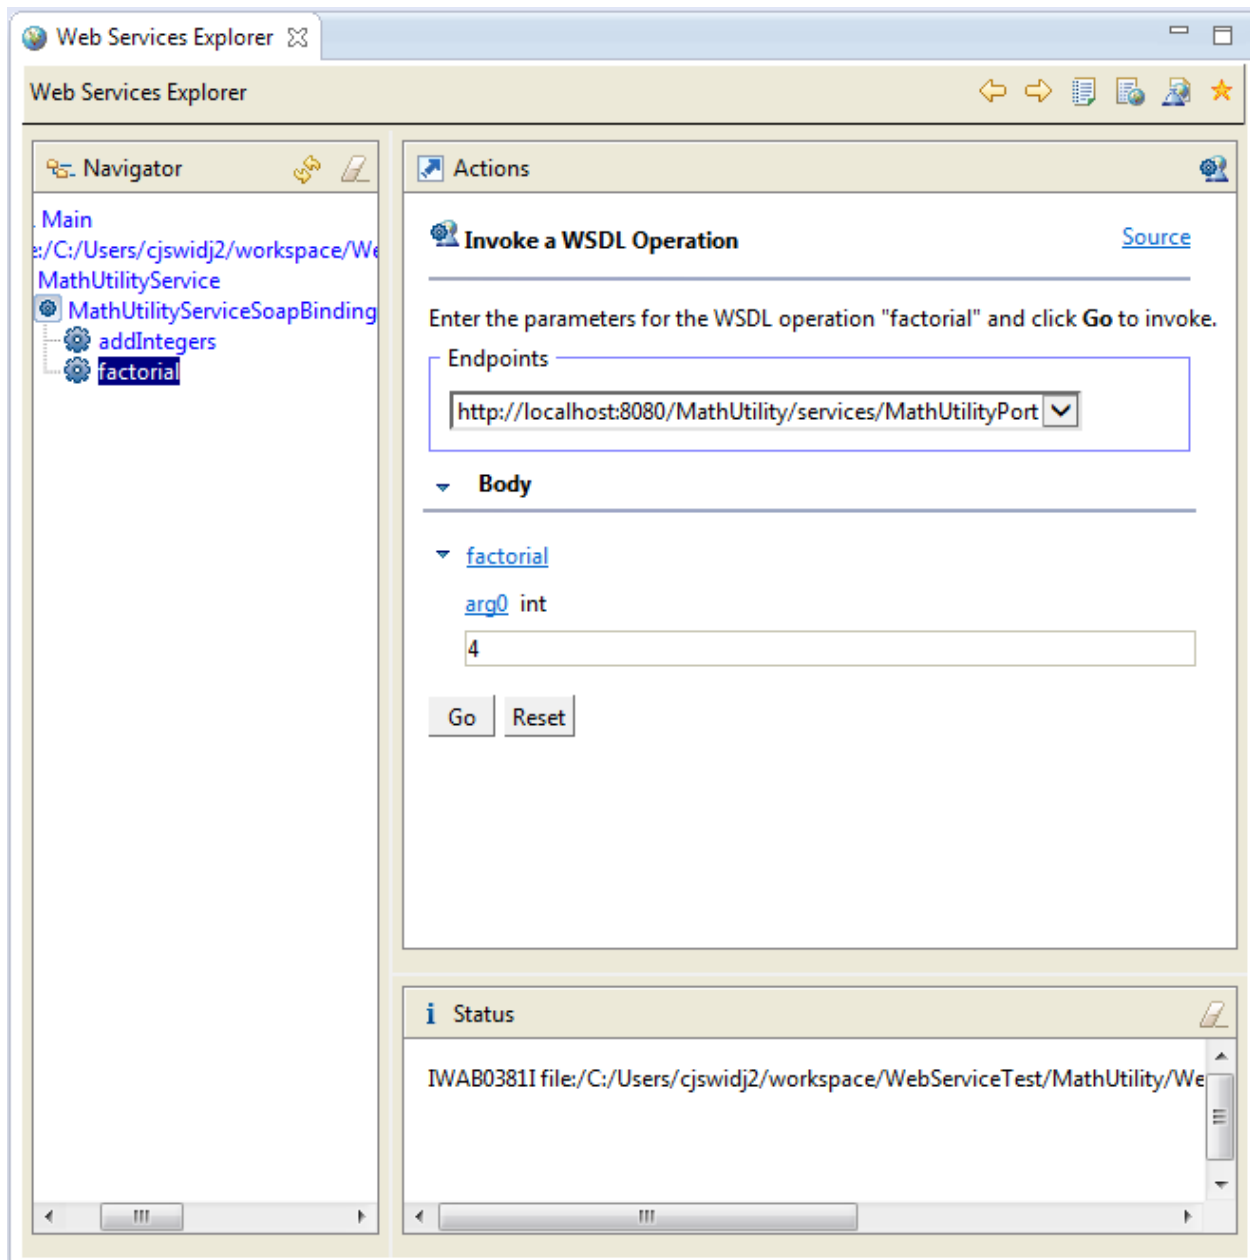 Web Services Explorer
Web Services Explorer
Navigator
Main
e:/C:/Users/cjswidj2/workspace/We
MathUtilityService
MathUtilityServiceSoapBinding
addIntegers
factorial
Actions
Invoke a WSDL Operation
Source
Enter the parameters for the WSDL operation "factorial" and click Go to invoke.
Endpoints
http://localhost:8080/MathUtility/services/MathUtilityPort
Body
factorial
arg0 int
4
Go Reset
Status
IWAB0381I file:/C:/Users/cjswidj2/workspace/WebServiceTest/MathUtility/We